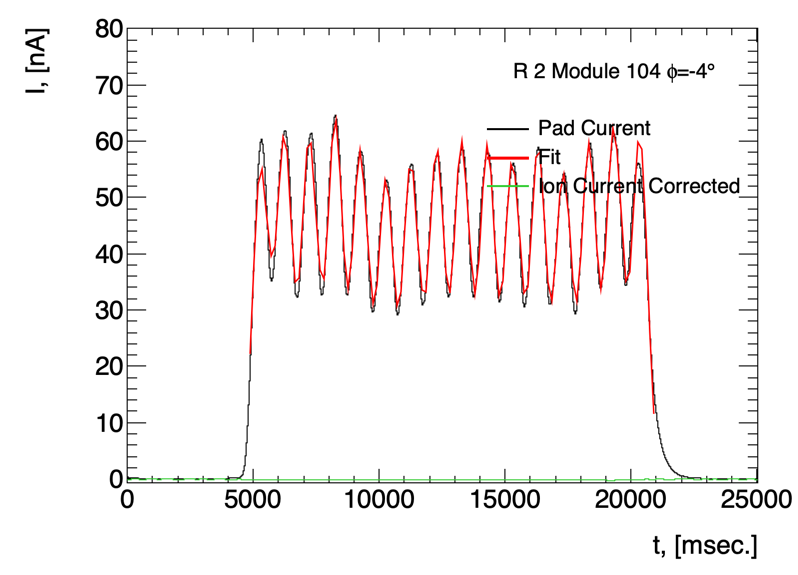 I, [nA]
80
70
60
50
40
30
20
10
0
R 2 Module 104 ϕ=-4°
Pad Current
Fit
Ion Current Corrected
0 5000 10000 15000 20000 25000
t, [msec.]